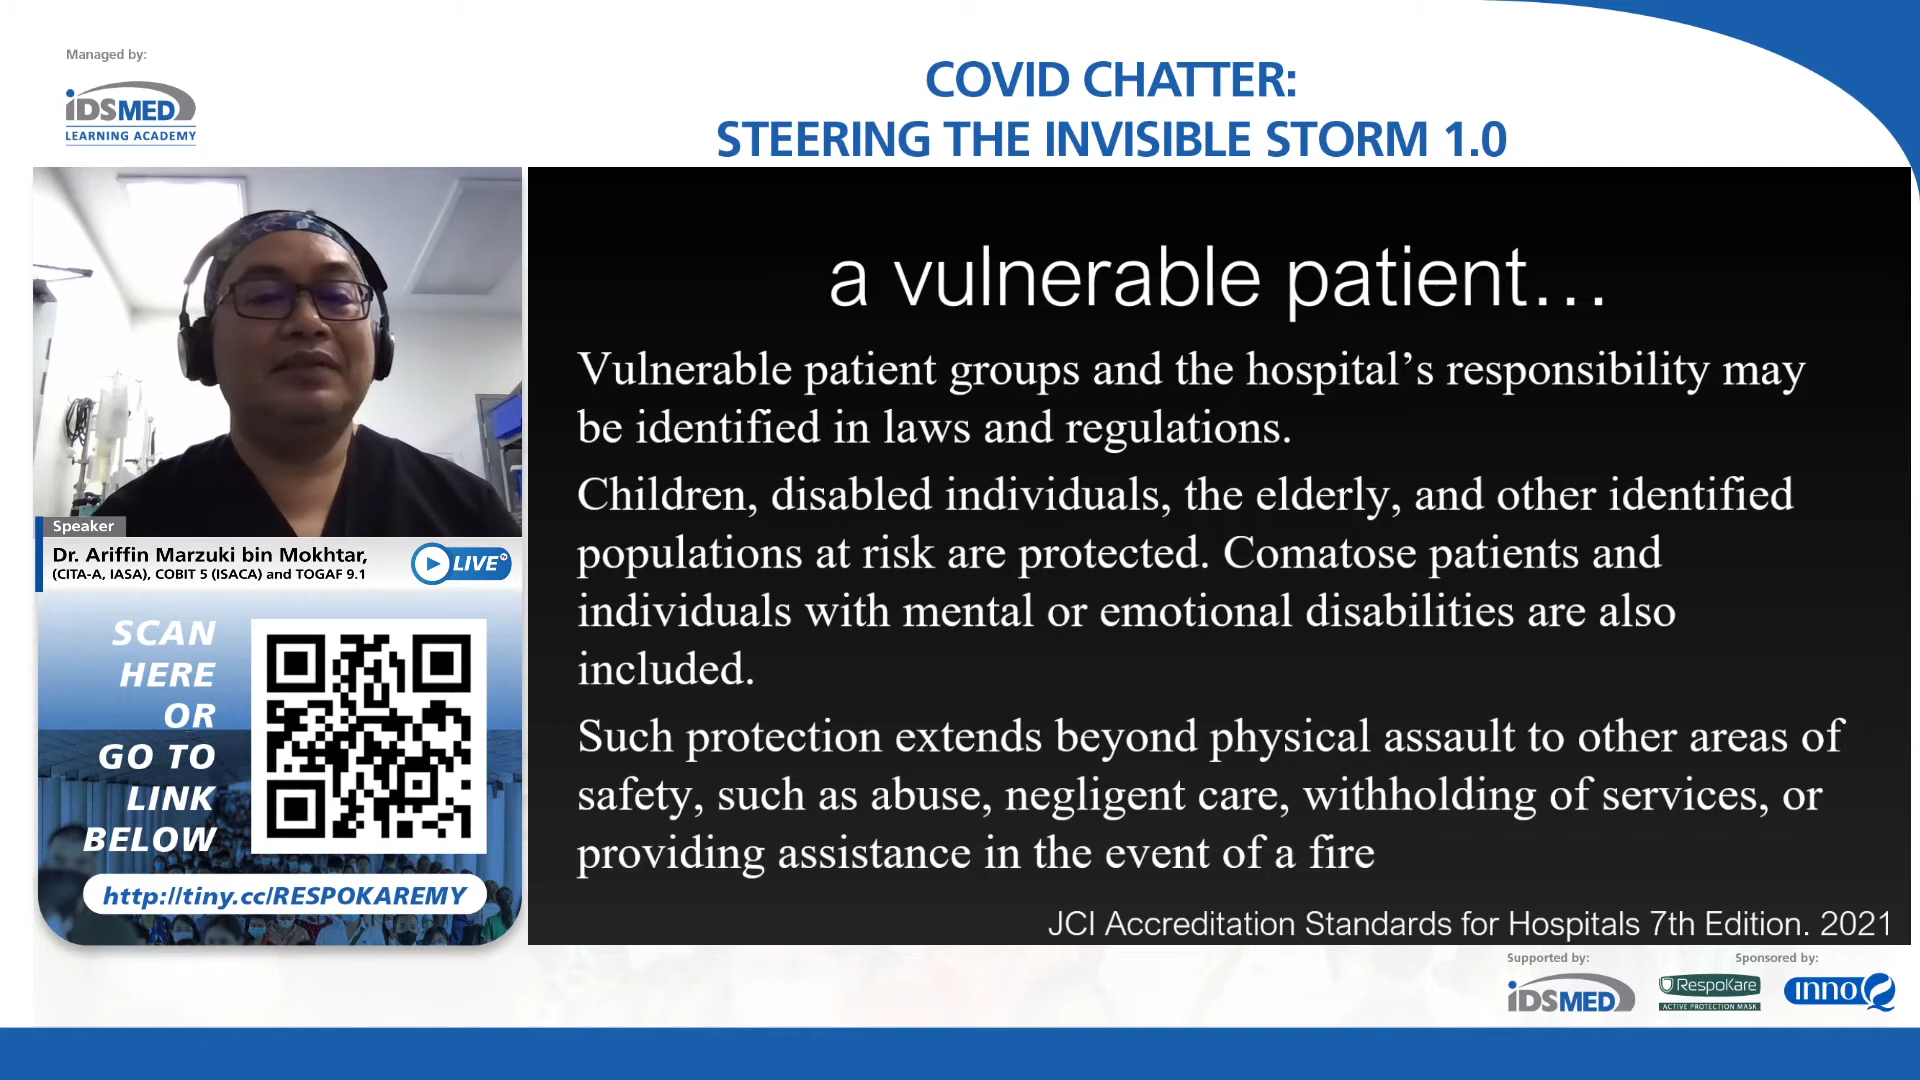 Managed by:
iDSMED
LEARNING ACADEMY
COVID CHATTER:
STEERING THE INVISIBLE STORM 1.0
Speaker
Dr. Ariffin Marzuki bin Mokhtar,
(CITA-A, IASA), COBIT 5 (ISACA) and TOGAF 9.1
LIVE
SCAN
HERE
OR
GO TO
LINK
BELOW
http://tiny.cc/RESPOKAREMY
a vulnerable patient…
Vulnerable patient groups and the hospital’s responsibility may
be identified in laws and regulations.
Children, disabled individuals, the elderly, and other identified
populations at risk are protected. Comatose patients and
individuals with mental or emotional disabilities are also
included.
Such protection extends beyond physical assault to other areas of
safety, such as abuse, negligent care, withholding of services, or
providing assistance in the event of a fire
JCI Accreditation Standards for Hospitals 7th Edition. 2021
Supported by:
iDSMED
Sponsored by:
RespoKare
ACTIVE PROTECTION MASK
INNOQ